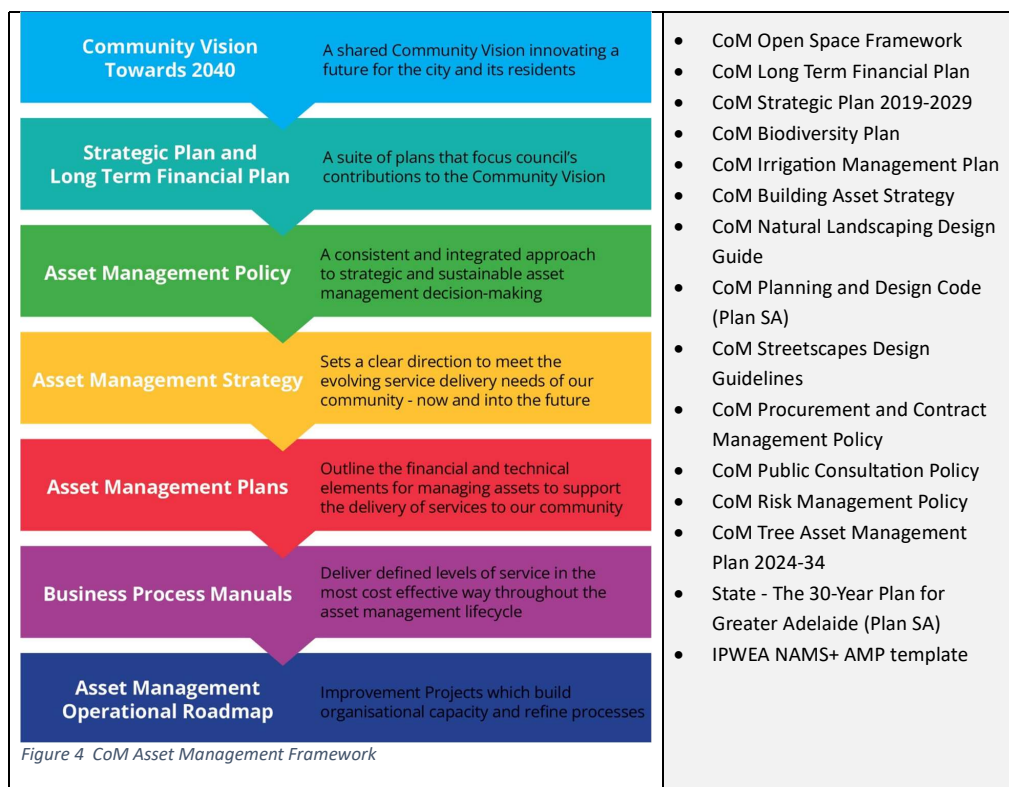 Community Vision
Towards 2040
A shared Community Vision innovating a
future for the city and its residents
Strategic Plan and
Long Term Financial Plan
A suite of plans that focus council's
contributions to the Community Vision
Asset Management Policy
A consistent and integrated approach
to strategic and sustainable asset
management decision-making
Asset Management Strategy
Sets a clear direction to meet the
evolving service delivery needs of our
community - now and into the future
Asset Management Plans
Outline the financial and technical
elements for managing assets to support
the delivery of services to our community
Business Process Manuals
Deliver defined levels of service in the
most cost effective way throughout the
asset management lifecycle
Asset Management
Operational Roadmap
Improvement Projects which build
organisational capacity and refine processes
Figure 4 CoM Asset Management Framework
• CoM Open Space Framework
• CoM Long Term Financial Plan
• CoM Strategic Plan 2019-2029
• CoM Biodiversity Plan
• CoM Irrigation Management Plan
• CoM Building Asset Strategy
• CoM Natural Landscaping Design
Guide
• CoM Planning and Design Code
(Plan SA)
• CoM Streetscapes Design
Guidelines
• CoM Procurement and Contract
Management Policy
• CoM Public Consultation Policy
• CoM Risk Management Policy
• CoM Tree Asset Management
Plan 2024-34
• State - The 30-Year Plan for
Greater Adelaide (Plan SA)
• IPWEA NAMS+ AMP template